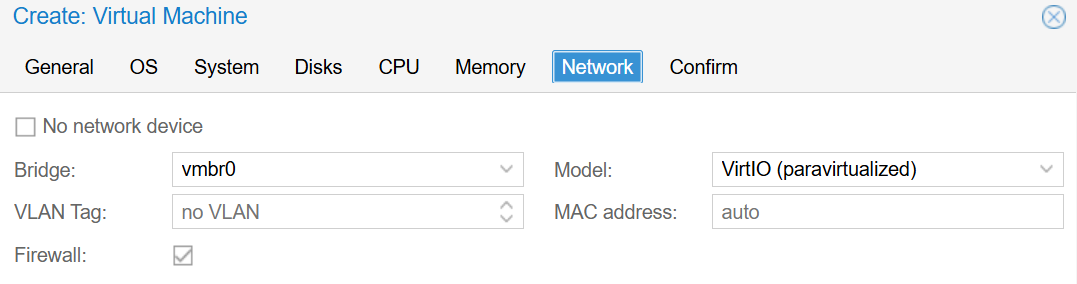 Create: Virtual Machine
General OS System Disks CPU Memory Network Confirm
No network device
Bridge: vmbr0 Model: VirtIO (paravirtualized)
VLAN Tag: no VLAN MAC address: auto
Firewall: